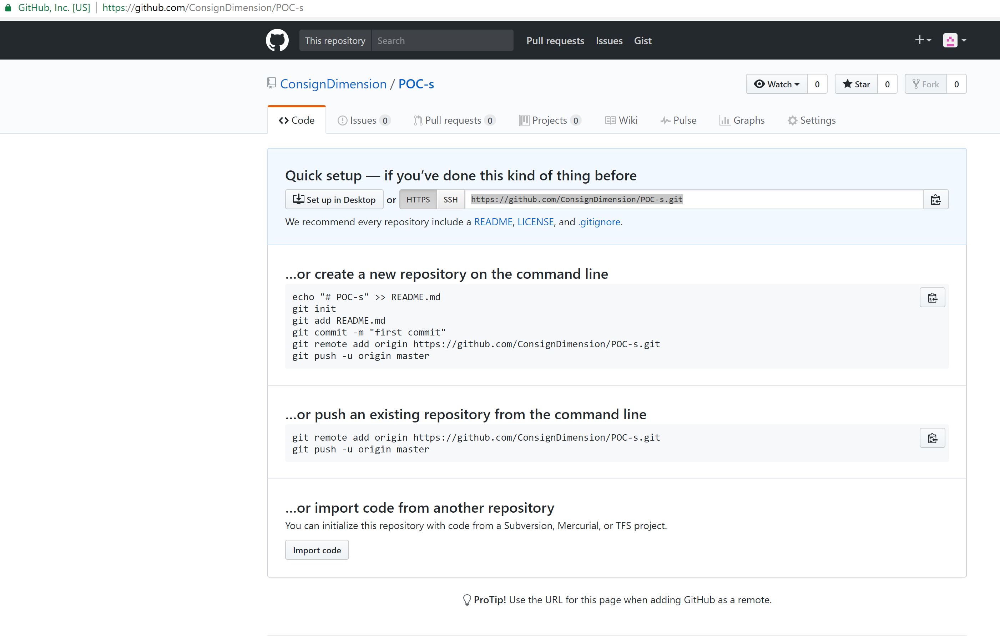 GitHub, Inc. [US] https://github.com/ConsignDimension/POC-s
This repository Search Pull requests Issues Gist
ConsignDimension / POC-s Watch 0 Star 0 Fork 0
Code Issues 0 Pull requests 0 Projects 0 Wiki Pulse Graphs Settings
Quick setup — if you’ve done this kind of thing before
Set up in Desktop or HTTPS SSH https://github.com/ConsignDimension/POC-s.git
We recommend every repository include a README, LICENSE, and .gitignore.
…or create a new repository on the command line
echo "# POC-s" >> README.md
git init
git add README.md
git commit -m "first commit"
git remote add origin https://github.com/ConsignDimension/POC-s.git
git push -u origin master
…or push an existing repository from the command line
git remote add origin https://github.com/ConsignDimension/POC-s.git
git push -u origin master
…or import code from another repository
You can initialize this repository with code from a Subversion, Mercurial, or TFS project.
Import code
ProTip! Use the URL for this page when adding GitHub as a remote.